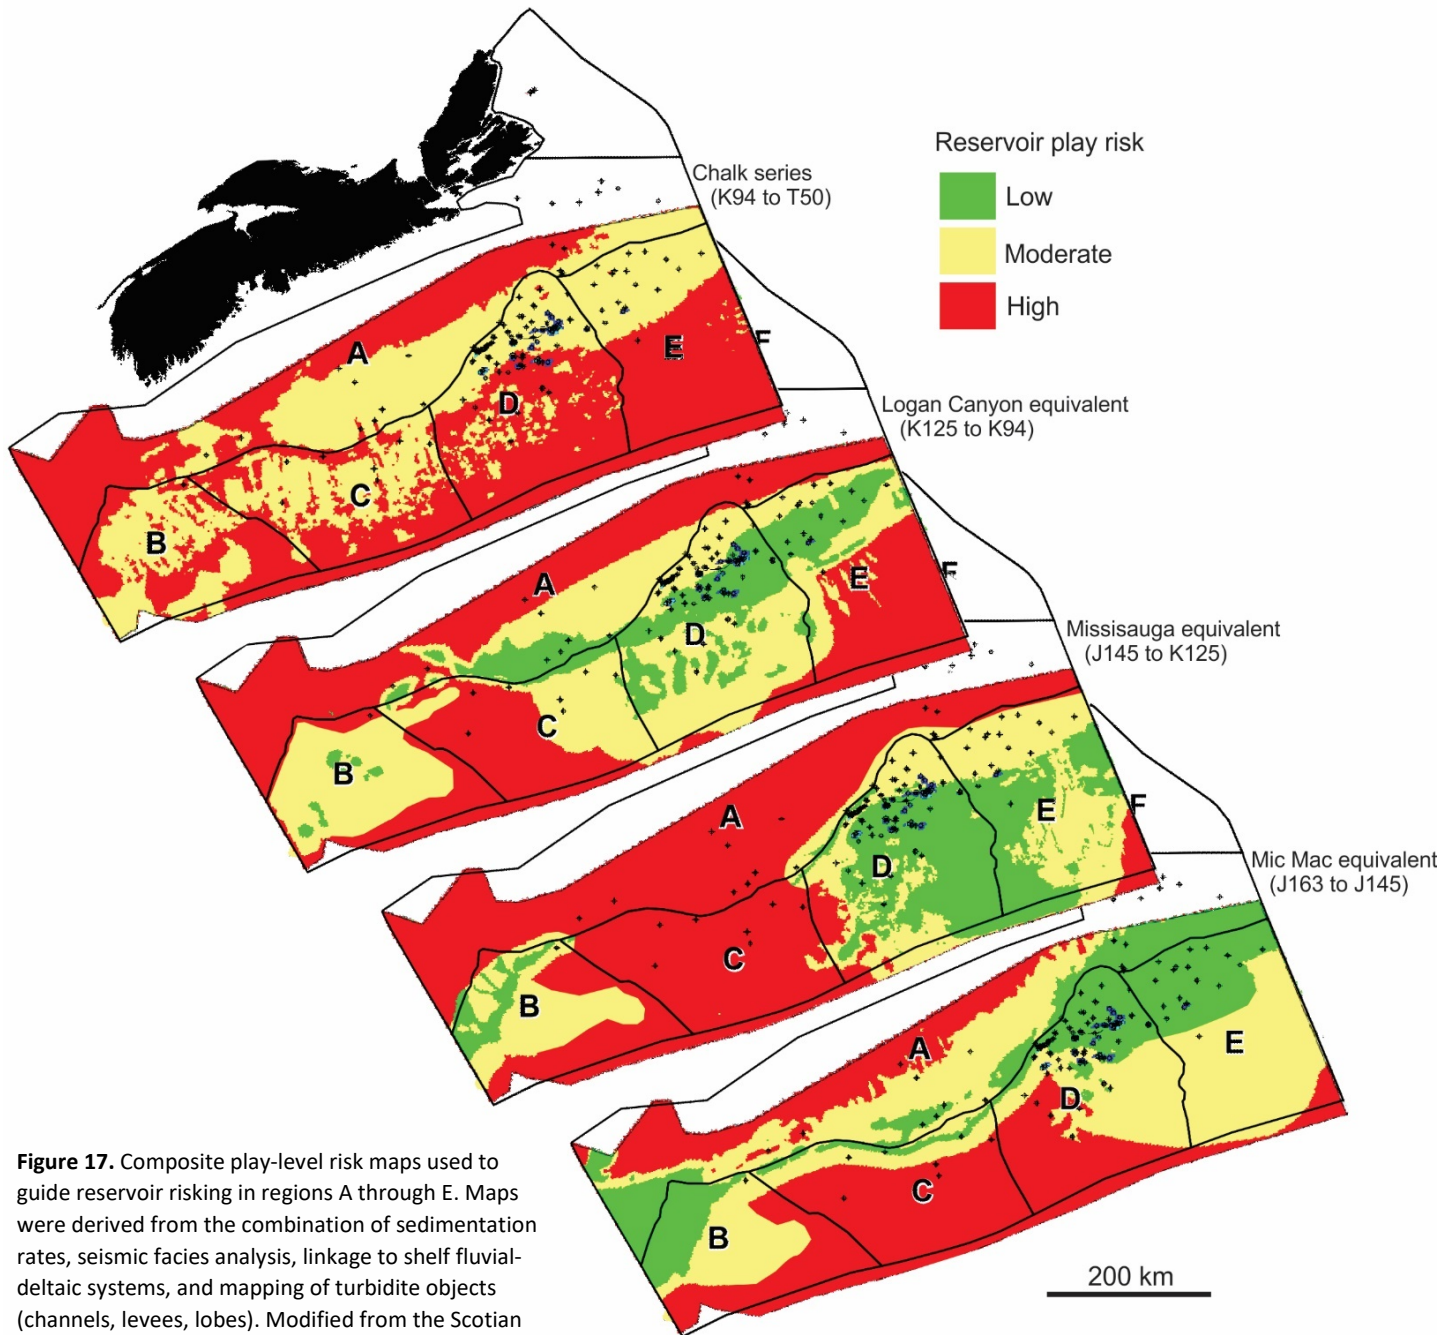 Reservoir play risk
Low
Moderate
High
Chalk series
(K94 to T50)
A
B
C
D
E
F
Logan Canyon equivalent
(K125 to K94)
A
B
C
D
E
F
Missisauga equivalent
(J145 to K125)
A
B
C
D
E
F
Mic Mac equivalent
(J163 to J145)
A
B
C
D
E
200 km
Figure 17. Composite play-level risk maps used to
guide reservoir risking in regions A through E. Maps
were derived from the combination of sedimentation
rates, seismic facies analysis, linkage to shelf fluvial-
deltaic systems, and mapping of turbidite objects
(channels, levees, lobes). Modified from the Scotian